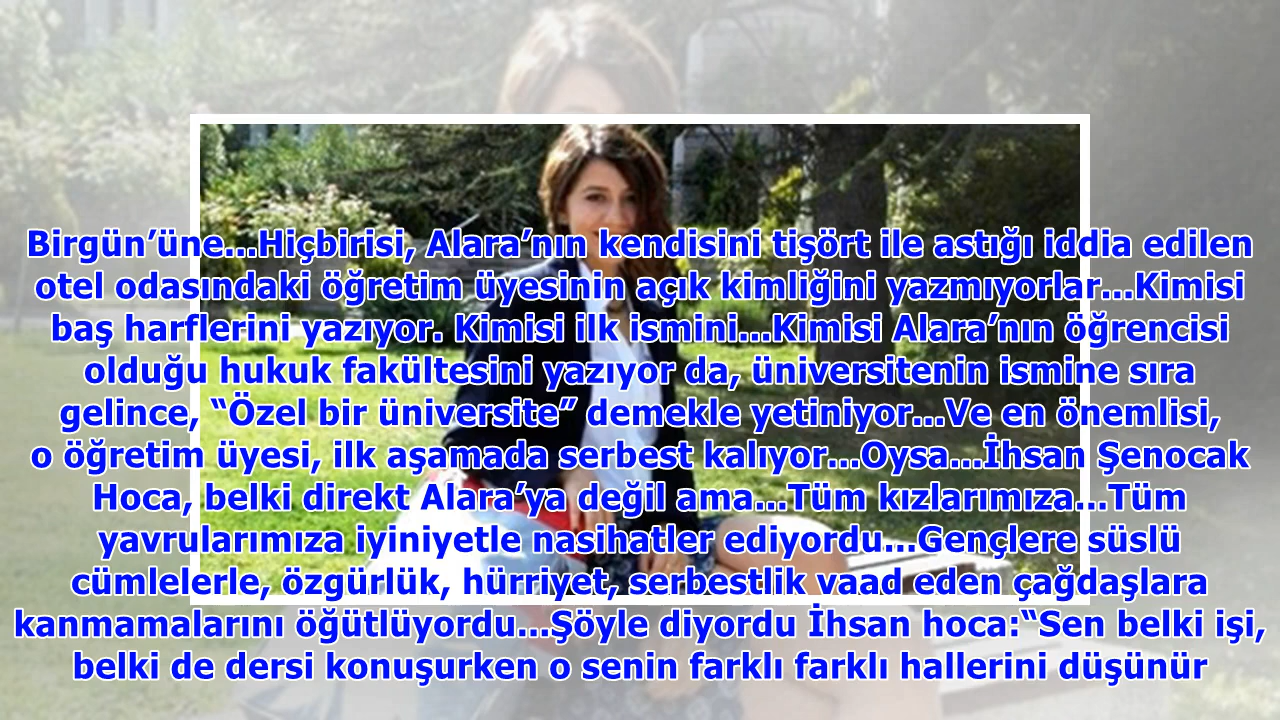 Birgün’üne...Hiçbirisi, Alara’nın kendisini tişört ile astığı iddia edilen
otel odasındaki öğretim üyesinin açık kimliğini yazmıyorlar...Kimisi
baş harflerini yazıyor. Kimisi ilk ismini...Kimisi Alara’nın öğrencisi
olduğu hukuk fakültesini yazıyor da, üniversitenin ismine sıra
gelince, “Özel bir üniversite” demekle yetiniyor...Ve en önemlisi,
o öğretim üyesi, ilk aşamada serbest kalıyor...Oysa...İhsan Şenocak
Hoca, belki direkt Alara’ya değil ama...Tüm kızlarımıza...Tüm
yavrularımıza iyiniyetle nasihatler ediyordu...Gençlere süslü
cümlelerle, özgürlük, hürriyet, serbestlik vaad eden çağdaşlara
kanmamalarını öğütlüyordu...Şöyle diyordu İhsan hoca:“Sen belki işi,
belki de dersi konuşurken o senin farklı farklı hallerini düşünür